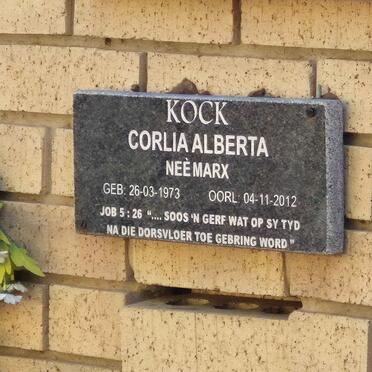 KOCK
CORLIA ALBERTA
NEÈ MARX
GEB: 26-03-1973 OORL: 04-11-2012
JOB 5 : 26 ".... SOOS 'N GERF WAT OP SY TYD
NA DIE DORSVLOER TOE GEBRING WORD "